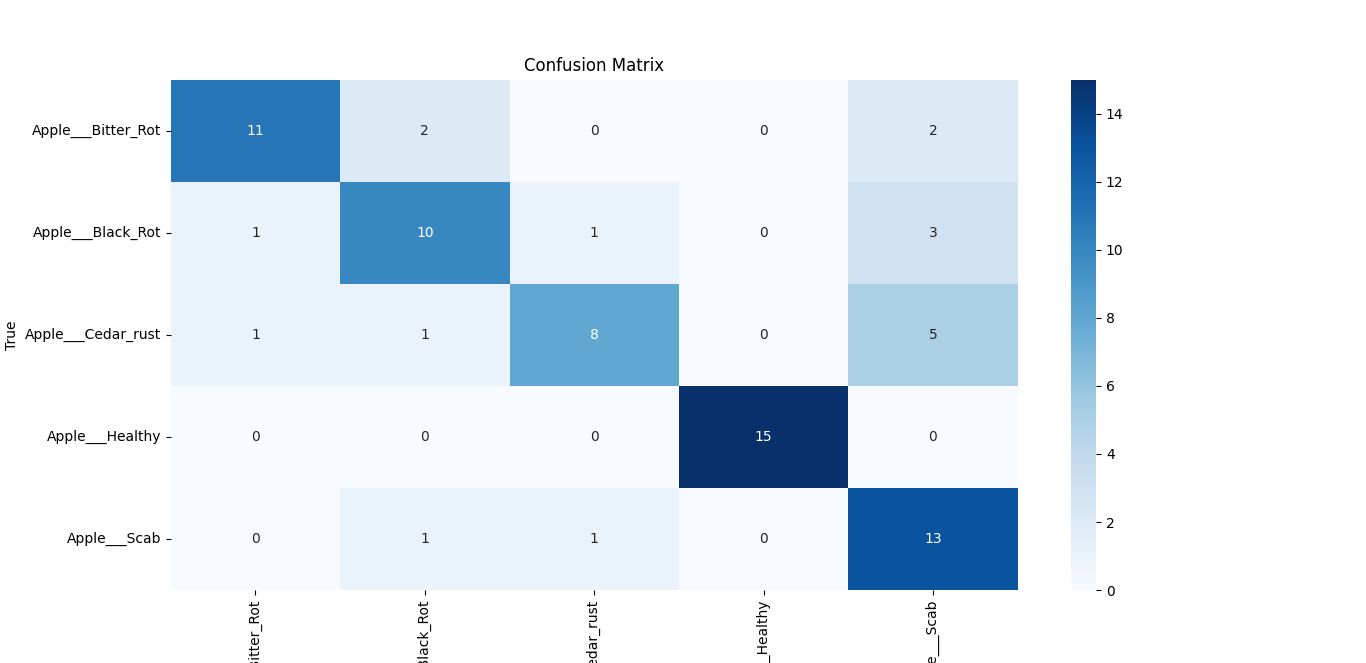 Confusion Matrix
True
Apple___Bitter_Rot 11 2 0 0 2
Apple___Black_Rot 1 10 1 0 3
Apple___Cedar_rust 1 1 8 0 5
Apple___Healthy 0 0 0 15 0
Apple___Scab 0 1 1 0 13
14
12
10
8
6
4
2
0
itter_Rot
lack_Rot
edar_rust
_Healthy
e___Scab